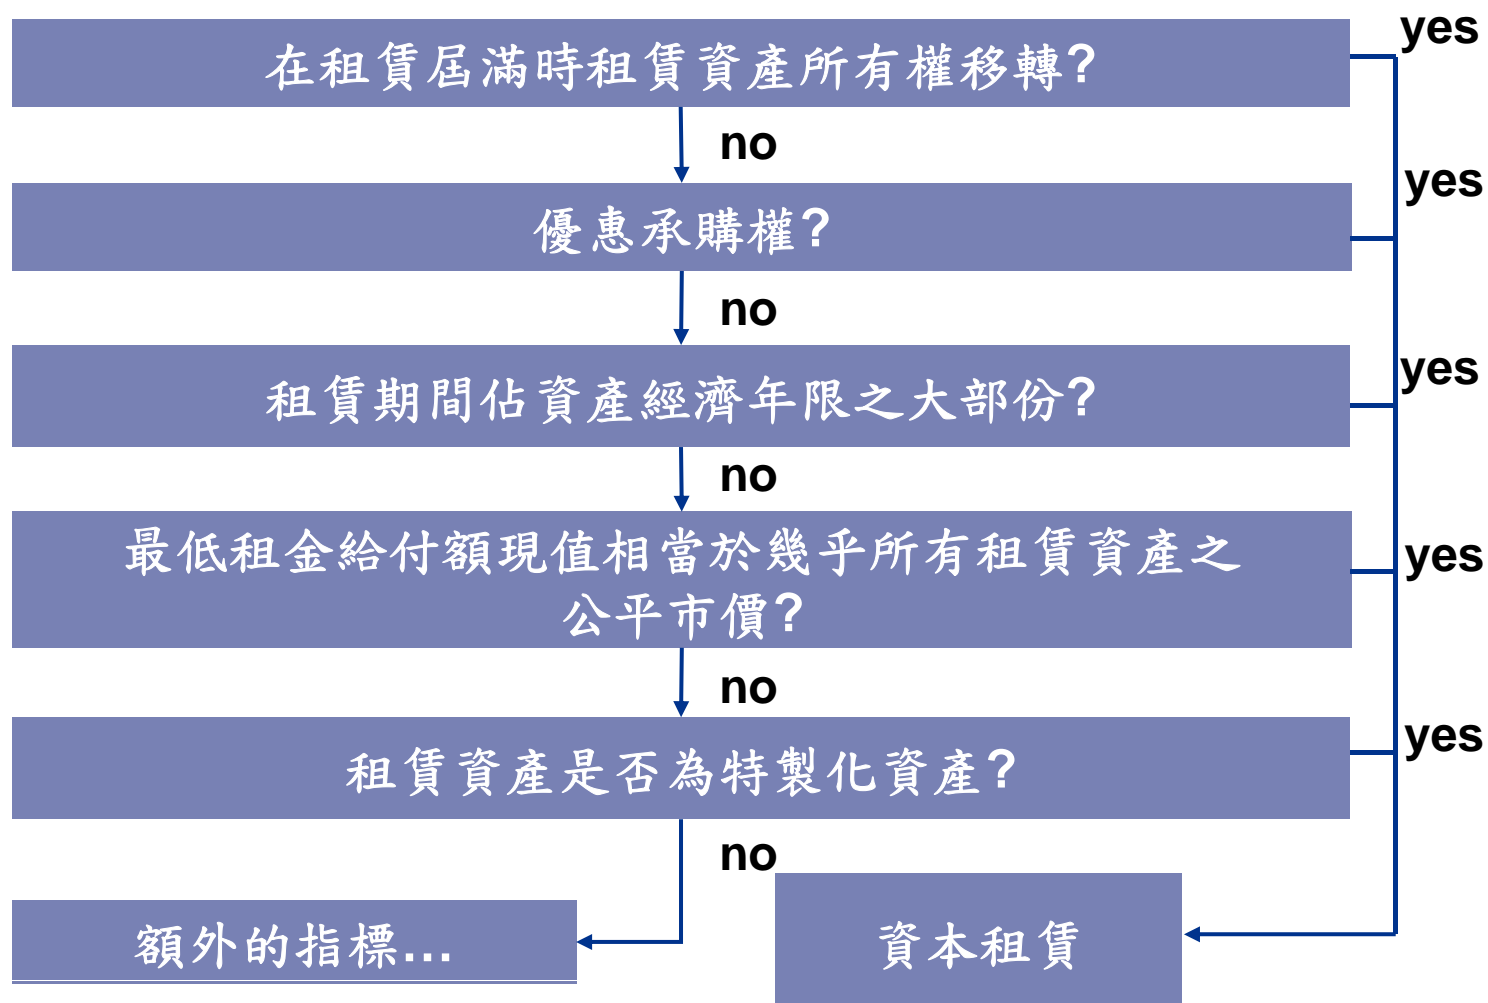 yes
在租賃屆滿時租賃資產所有權移轉?
no
yes
優惠承購權?
no
yes
租賃期間佔資產經濟年限之大部份?
no
yes
最低租金給付額現值相當於幾乎所有租賃資產之
公平市價?
no
yes
租賃資產是否為特製化資產?
no
額外的指標...
資本租賃